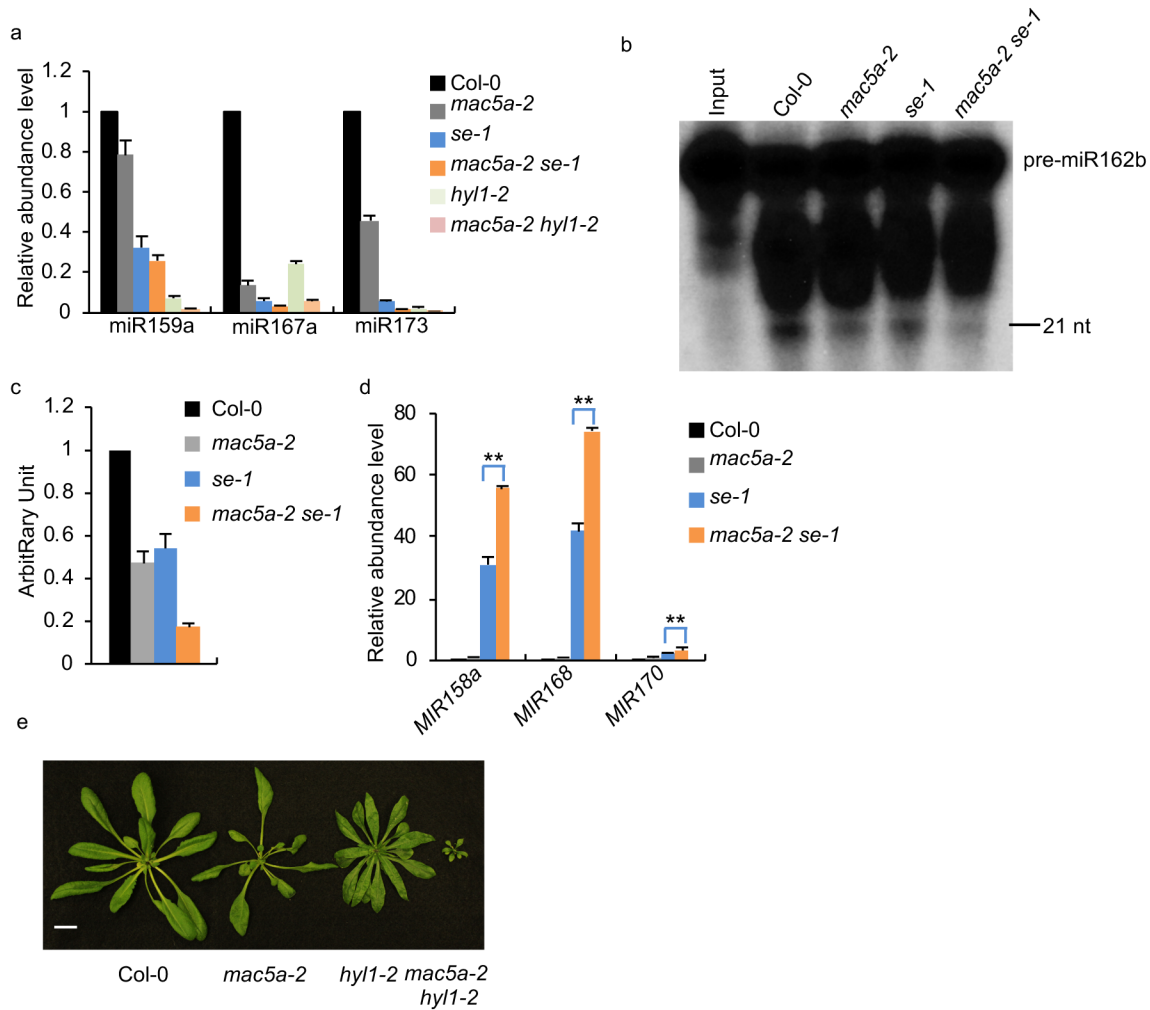 a
Relative abundance level
1.2
1
0.8
0.6
0.4
0.2
0
miR159a
miR167a
miR173
Col-0
mac5a-2
se-1
mac5a-2 se-1
hyl1-2
mac5a-2 hyl1-2
b
Input
Col-0
mac5a-2
se-1
mac5a-2 se-1
pre-miR162b
21 nt
c
ArbitRrary Unit
1.2
1
0.8
0.6
0.4
0.2
0
Col-0
mac5a-2
se-1
mac5a-2 se-1
d
Relative abundance level
80
60
40
20
0
**
**
**
MIR158a
MIR168
MIR170
Col-0
mac5a-2
se-1
mac5a-2 se-1
e
Col-0
mac5a-2
hyl1-2
mac5a-2
hyl1-2